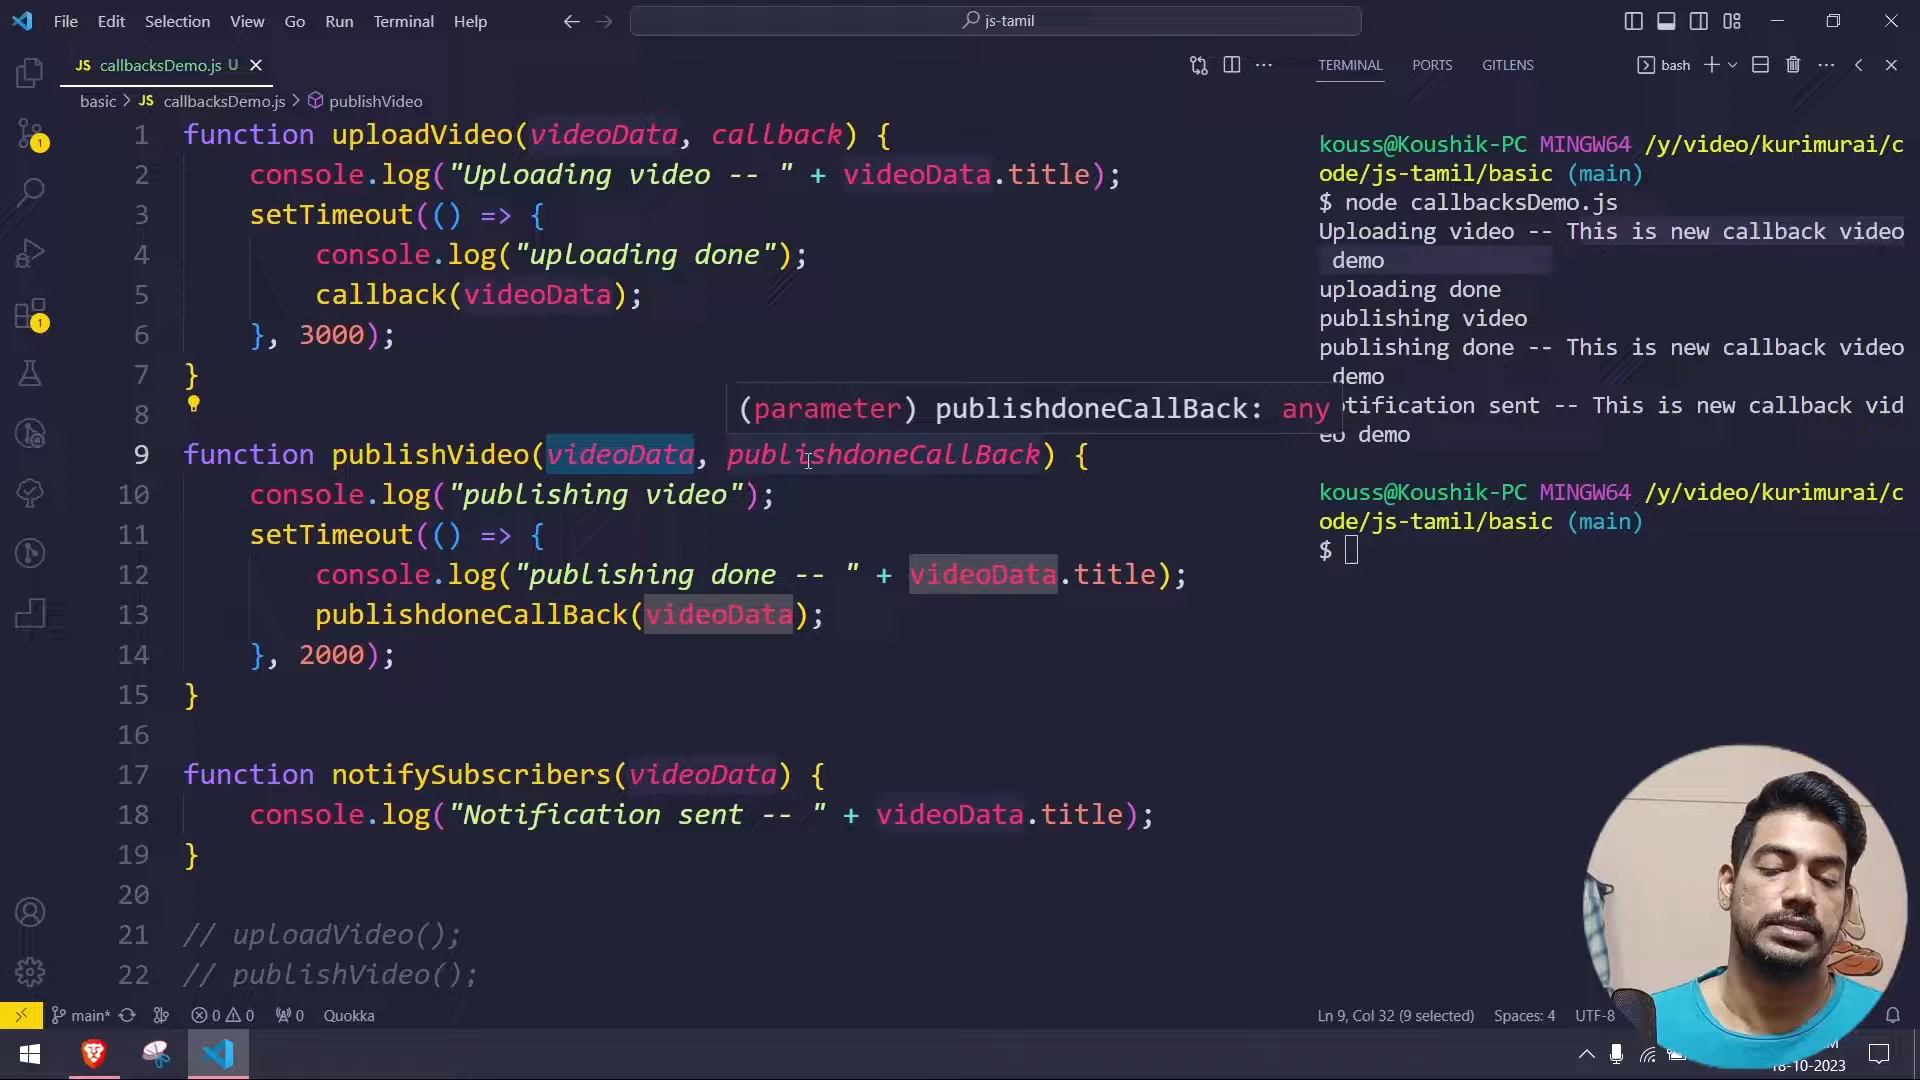 File Edit Selection View Go Run Terminal Help
js-tamil
JS callbacksDemo.js U
basic > JS callbacksDemo.js > publishVideo
1 function uploadVideo(videoData, callback) {
2 console.log("Uploading video -- " + videoData.title);
3 setTimeout(() => {
4 console.log("uploading done");
5 callback(videoData);
6 }, 3000);
7 }
8
(parameter) publishdoneCallBack: any
9 function publishVideo(videoData, publishdoneCallBack) {
10 console.log("publishing video");
11 setTimeout(() => {
12 console.log("publishing done -- " + videoData.title);
13 publishdoneCallBack(videoData);
14 }, 2000);
15 }
16
17 function notifySubscribers(videoData) {
18 console.log("Notification sent -- " + videoData.title);
19 }
20
21 // uploadVideo();
22 // publishVideo();
TERMINAL PORTS GITLENS
bash
kouss@Koushik-PC MINGW64 /y/video/kurimurai/c
ode/js-tamil/basic (main)
$ node callbacksDemo.js
Uploading video -- This is new callback video
demo
uploading done
publishing video
publishing done -- This is new callback video
demo
tification sent -- This is new callback vid
eo demo
kouss@Koushik-PC MINGW64 /y/video/kurimurai/c
ode/js-tamil/basic (main)
$
1
1
main* 0 0 0 Quokka
Ln 9, Col 32 (9 selected) Spaces: 4 UTF-8
18-10-2023